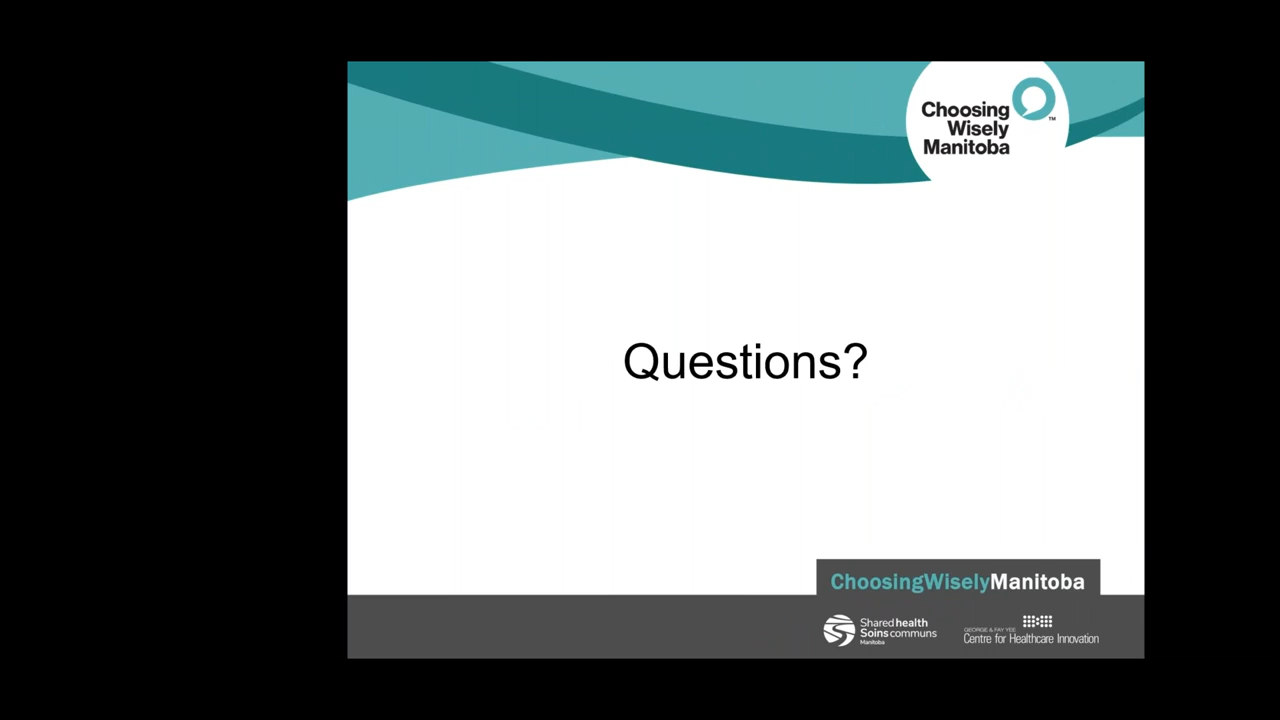 Choosing
Wisely
Manitoba
TM
Questions?
ChoosingWiselyManitoba
Shared health
Soins communs
Manitoba
GEORGE & FAY YEE
Centre for Healthcare Innovation